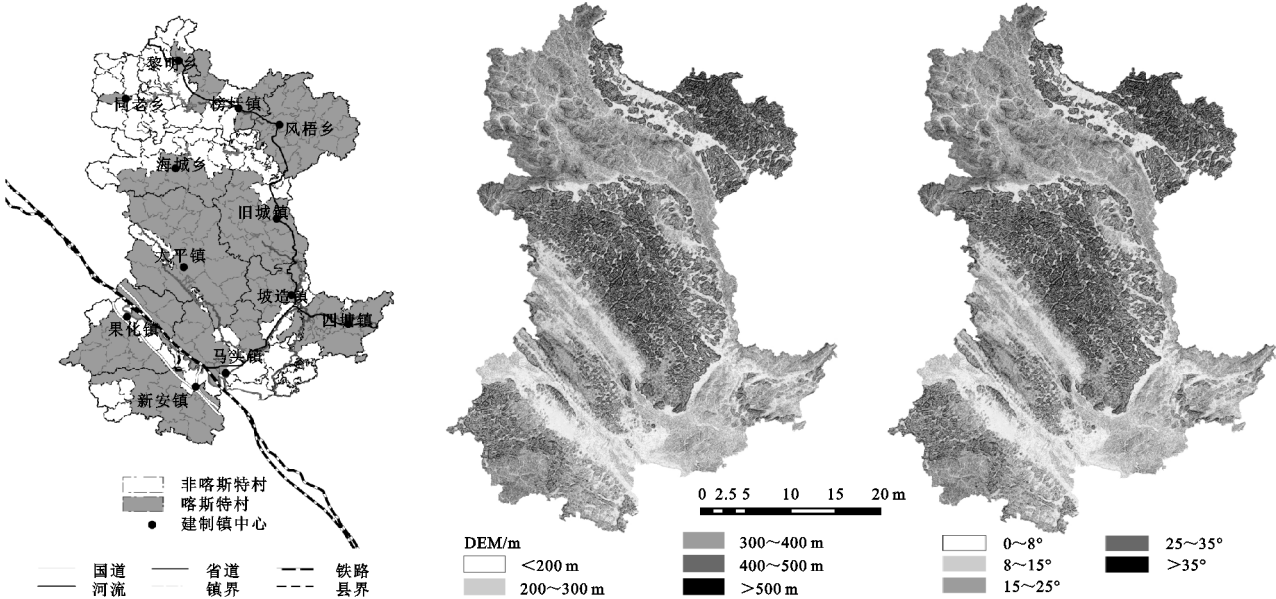 黎明乡
同老乡
榜圩镇
凤梧乡
海城乡
旧城镇
太平镇
坡造镇
四塘镇
果化镇
马头镇
新安镇
非喀斯特村
喀斯特村
建制镇中心
国道 省道 铁路
河流 镇界 县界
0 2.5 5 10 15 20 m
DEM/m
<200 m
200～300 m
300～400 m
400～500 m
>500 m
0～8°
8～15°
15～25°
25～35°
>35°